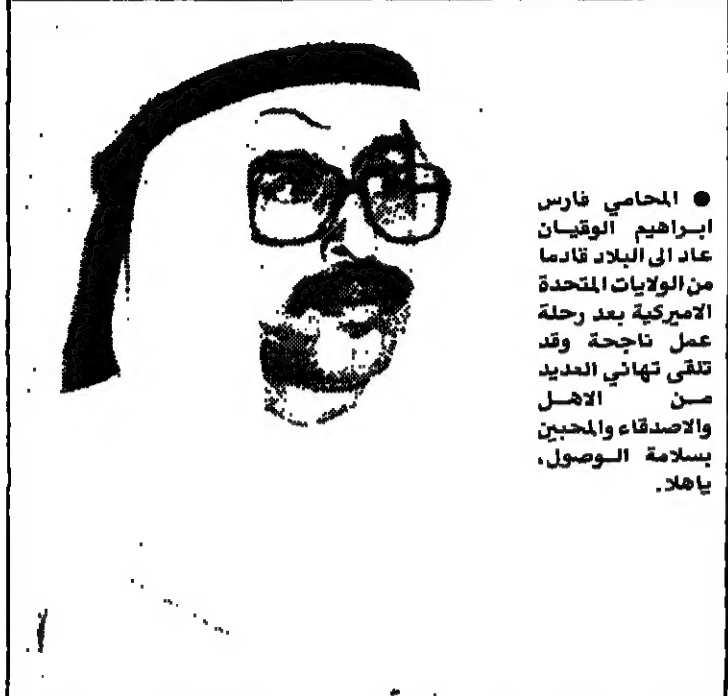 ● المحامي فارس
ابراهيم الوقيان
عاد الى البلاد قادما
من الولايات المتحدة
الاميركية بعد رحلة
عمل ناجحة وقد
تلقى تهاني العديد
من الاهل
والاصدقاء والمحبين
بسلامة الوصول،
ياهلا.